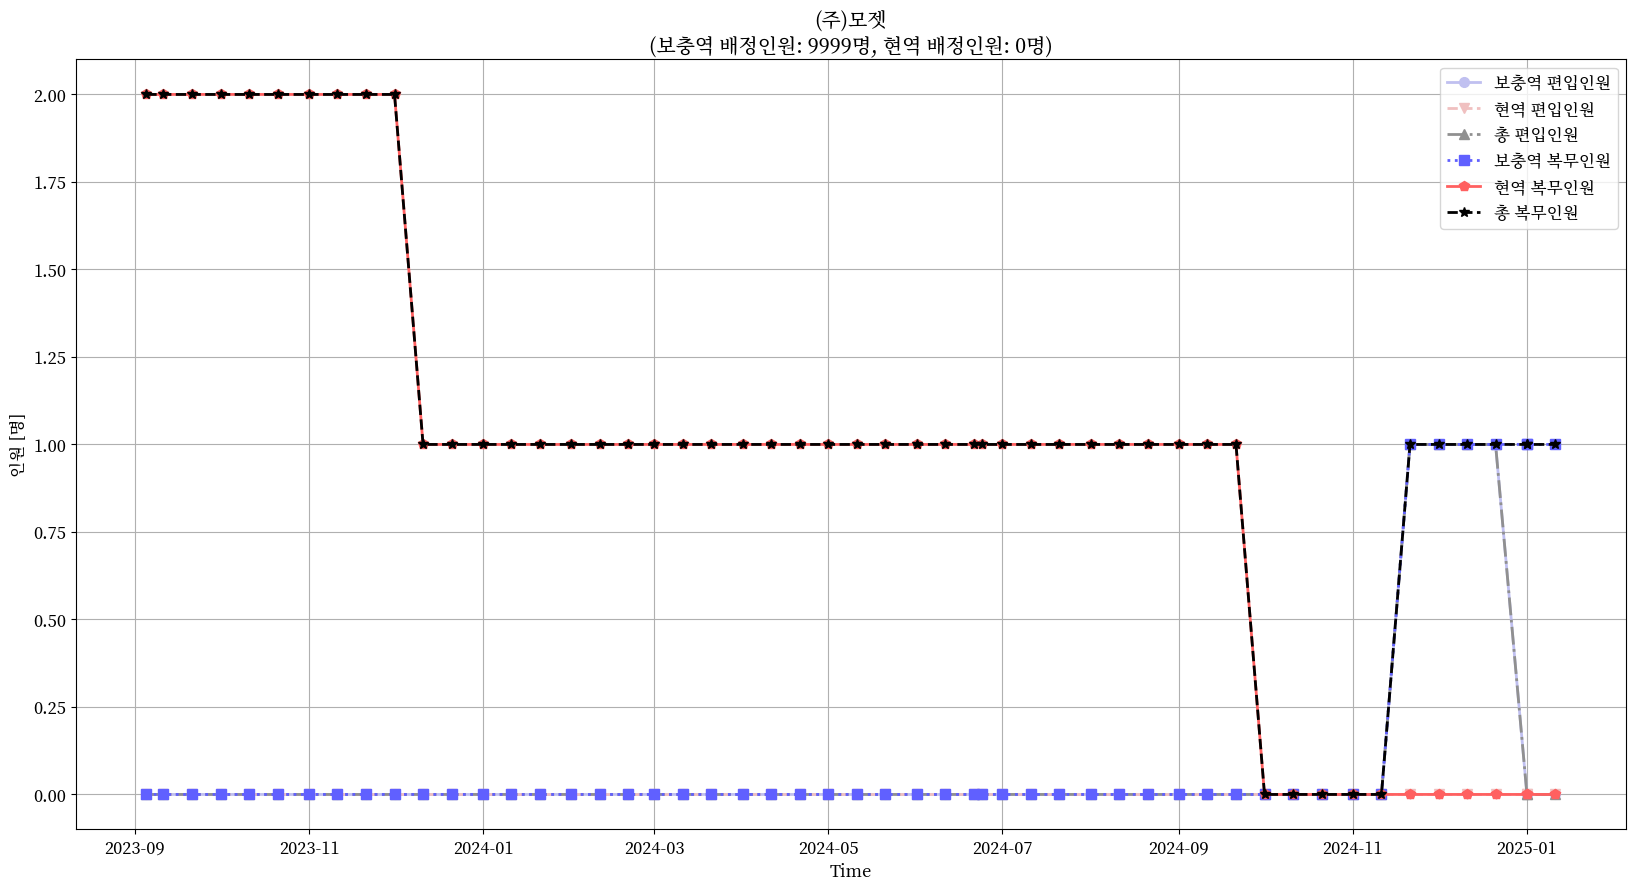 (주)모젯
(보충역 배정인원: 9999명, 현역 배정인원: 0명)
보충역 편입인원
현역 편입인원
총 편입인원
보충역 복무인원
현역 복무인원
총 복무인원
2.00
1.75
1.50
1.25
1.00
0.75
0.50
0.25
0.00
인원 [명]
2023-09 2023-11 2024-01 2024-03 2024-05 2024-07 2024-09 2024-11 2025-01
Time